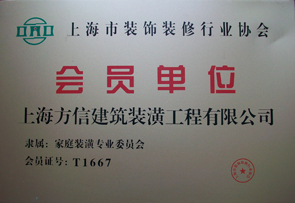 上海市装饰装修行业协会
会员单位
上海方信建筑装潢工程有限公司
隶属：家庭装潢专业委员会
会员证号：T1667